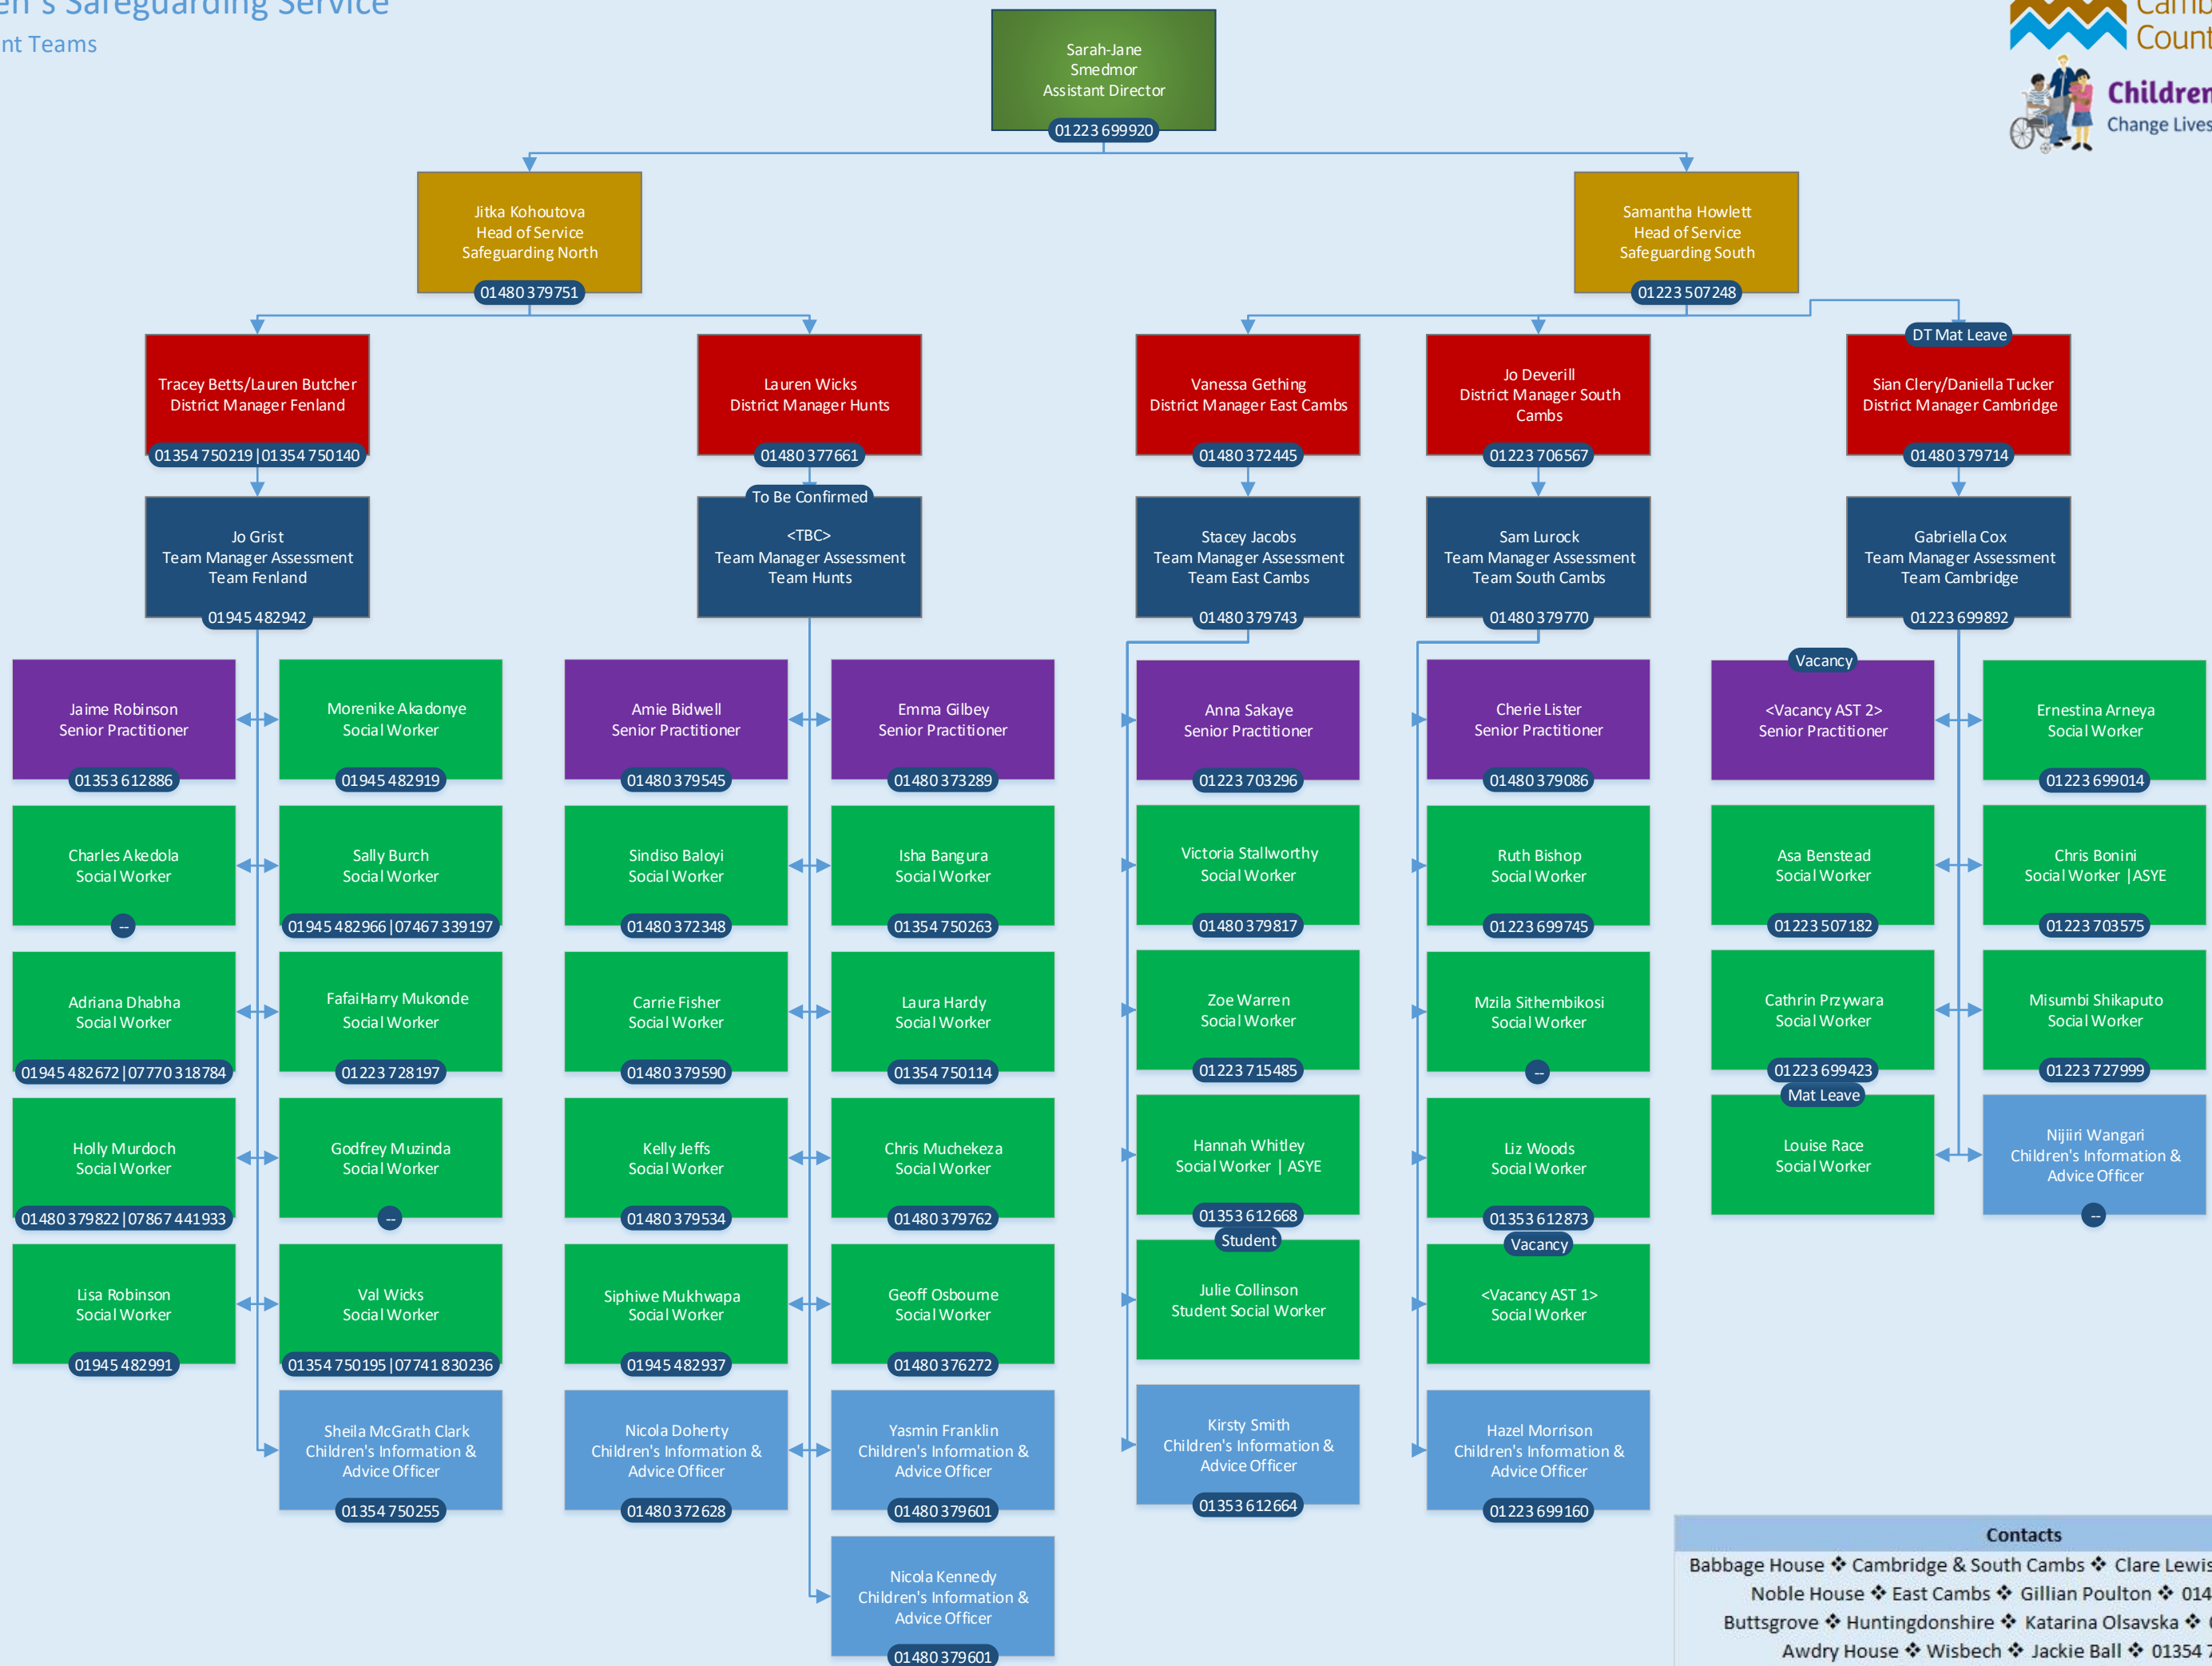 en's Safeguarding Service
nt Teams
Camb
Count
Children
Change Lives
Sarah-Jane
Smedmor
Assistant Director
01223 699920
Jitka Kohoutova
Head of Service
Safeguarding North
01480 379751
Samantha Howlett
Head of Service
Safeguarding South
01223 507248
Tracey Betts/Lauren Butcher
District Manager Fenland
01354 750219|01354 750140
Lauren Wicks
District Manager Hunts
01480 377661
Vanessa Gething
District Manager East Cambs
01480 372445
Jo Deverill
District Manager South
Cambs
01223 706567
DT Mat Leave
Sian Clery/Daniella Tucker
District Manager Cambridge
01480 379714
Jo Grist
Team Manager Assessment
Team Fenland
01945 482942
To Be Confirmed
<TBC>
Team Manager Assessment
Team Hunts
Stacey Jacobs
Team Manager Assessment
Team East Cambs
01480 379743
Sam Lurock
Team Manager Assessment
Team South Cambs
01480 379770
Gabriella Cox
Team Manager Assessment
Team Cambridge
01223 699892
Jaime Robinson
Senior Practitioner
01353 612886
Morenike Akadonye
Social Worker
01945 482919
Charles Akedola
Social Worker
--
Sally Burch
Social Worker
01945 482966|07467 339197
Adriana Dhabha
Social Worker
01945 482672|07770 318784
FafaiHarry Mukonde
Social Worker
01223 728197
Holly Murdoch
Social Worker
01480 379822|07867 441933
Godfrey Muzinda
Social Worker
--
Lisa Robinson
Social Worker
01945 482991
Val Wicks
Social Worker
01354 750195|07741 830236
Sheila McGrath Clark
Children's Information &
Advice Officer
01354 750255
Amie Bidwell
Senior Practitioner
01480 379545
Emma Gilbey
Senior Practitioner
01480 373289
Sindiso Baloyi
Social Worker
01480 372348
Isha Bangura
Social Worker
01354 750263
Carrie Fisher
Social Worker
01480 379590
Laura Hardy
Social Worker
01354 750114
Kelly Jeffs
Social Worker
01480 379534
Chris Muchekeza
Social Worker
01480 379762
Siphiwe Mukhwapa
Social Worker
01945 482937
Geoff Osbourne
Social Worker
01480 376272
Nicola Doherty
Children's Information &
Advice Officer
01480 372628
Yasmin Franklin
Children's Information &
Advice Officer
01480 379601
Nicola Kennedy
Children's Information &
Advice Officer
01480 379601
Anna Sakaye
Senior Practitioner
01223 703296
Victoria Stallworthy
Social Worker
01480 379817
Zoe Warren
Social Worker
01223 715485
Hannah Whitley
Social Worker | ASYE
01353 612668
Student
Julie Collinson
Student Social Worker
Kirsty Smith
Children's Information &
Advice Officer
01353 612664
Cherie Lister
Senior Practitioner
01480 379086
Ruth Bishop
Social Worker
01223 699745
Mzila Sithembikosi
Social Worker
--
Liz Woods
Social Worker
01353 612873
Vacancy
<Vacancy AST 1>
Social Worker
Hazel Morrison
Children's Information &
Advice Officer
01223 699160
Vacancy
<Vacancy AST 2>
Senior Practitioner
Ernestina Arneya
Social Worker
01223 699014
Asa Benstead
Social Worker
01223 507182
Chris Bonini
Social Worker |ASYE
01223 703575
Cathrin Przywara
Social Worker
01223 699423
Misumbi Shikaputo
Social Worker
01223 727999
Mat Leave
Louise Race
Social Worker
Nijiiri Wangari
Children's Information &
Advice Officer
--
Contacts
Babbage House ❖ Cambridge & South Cambs ❖ Clare Lewis
Noble House ❖ East Cambs ❖ Gillian Poulton ❖ 014
Buttsgrove ❖ Huntingdonshire ❖ Katarina Olsavska ❖
Awdry House ❖ Wisbech ❖ Jackie Ball ❖ 01354 7